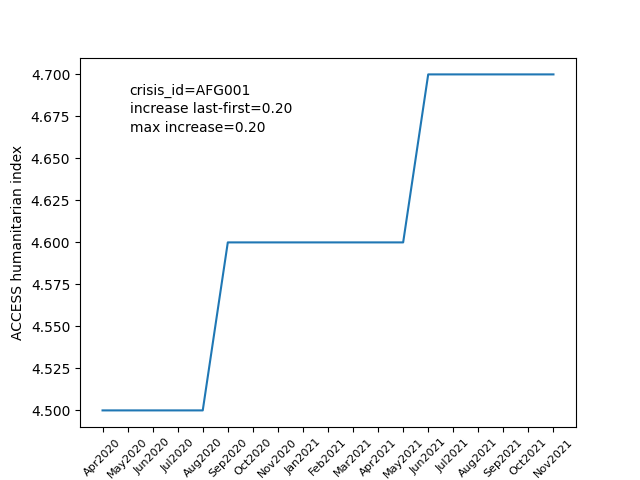 crisis_id=AFG001
increase last-first=0.20
max increase=0.20
ACCESS humanitarian index
4.700
4.675
4.650
4.625
4.600
4.575
4.550
4.525
4.500
Apr2020
May2020
Jun2020
Jul2020
Aug2020
Sep2020
Oct2020
Nov2020
Jan2021
Feb2021
Mar2021
Apr2021
May2021
Jun2021
Jul2021
Aug2021
Sep2021
Oct2021
Nov2021